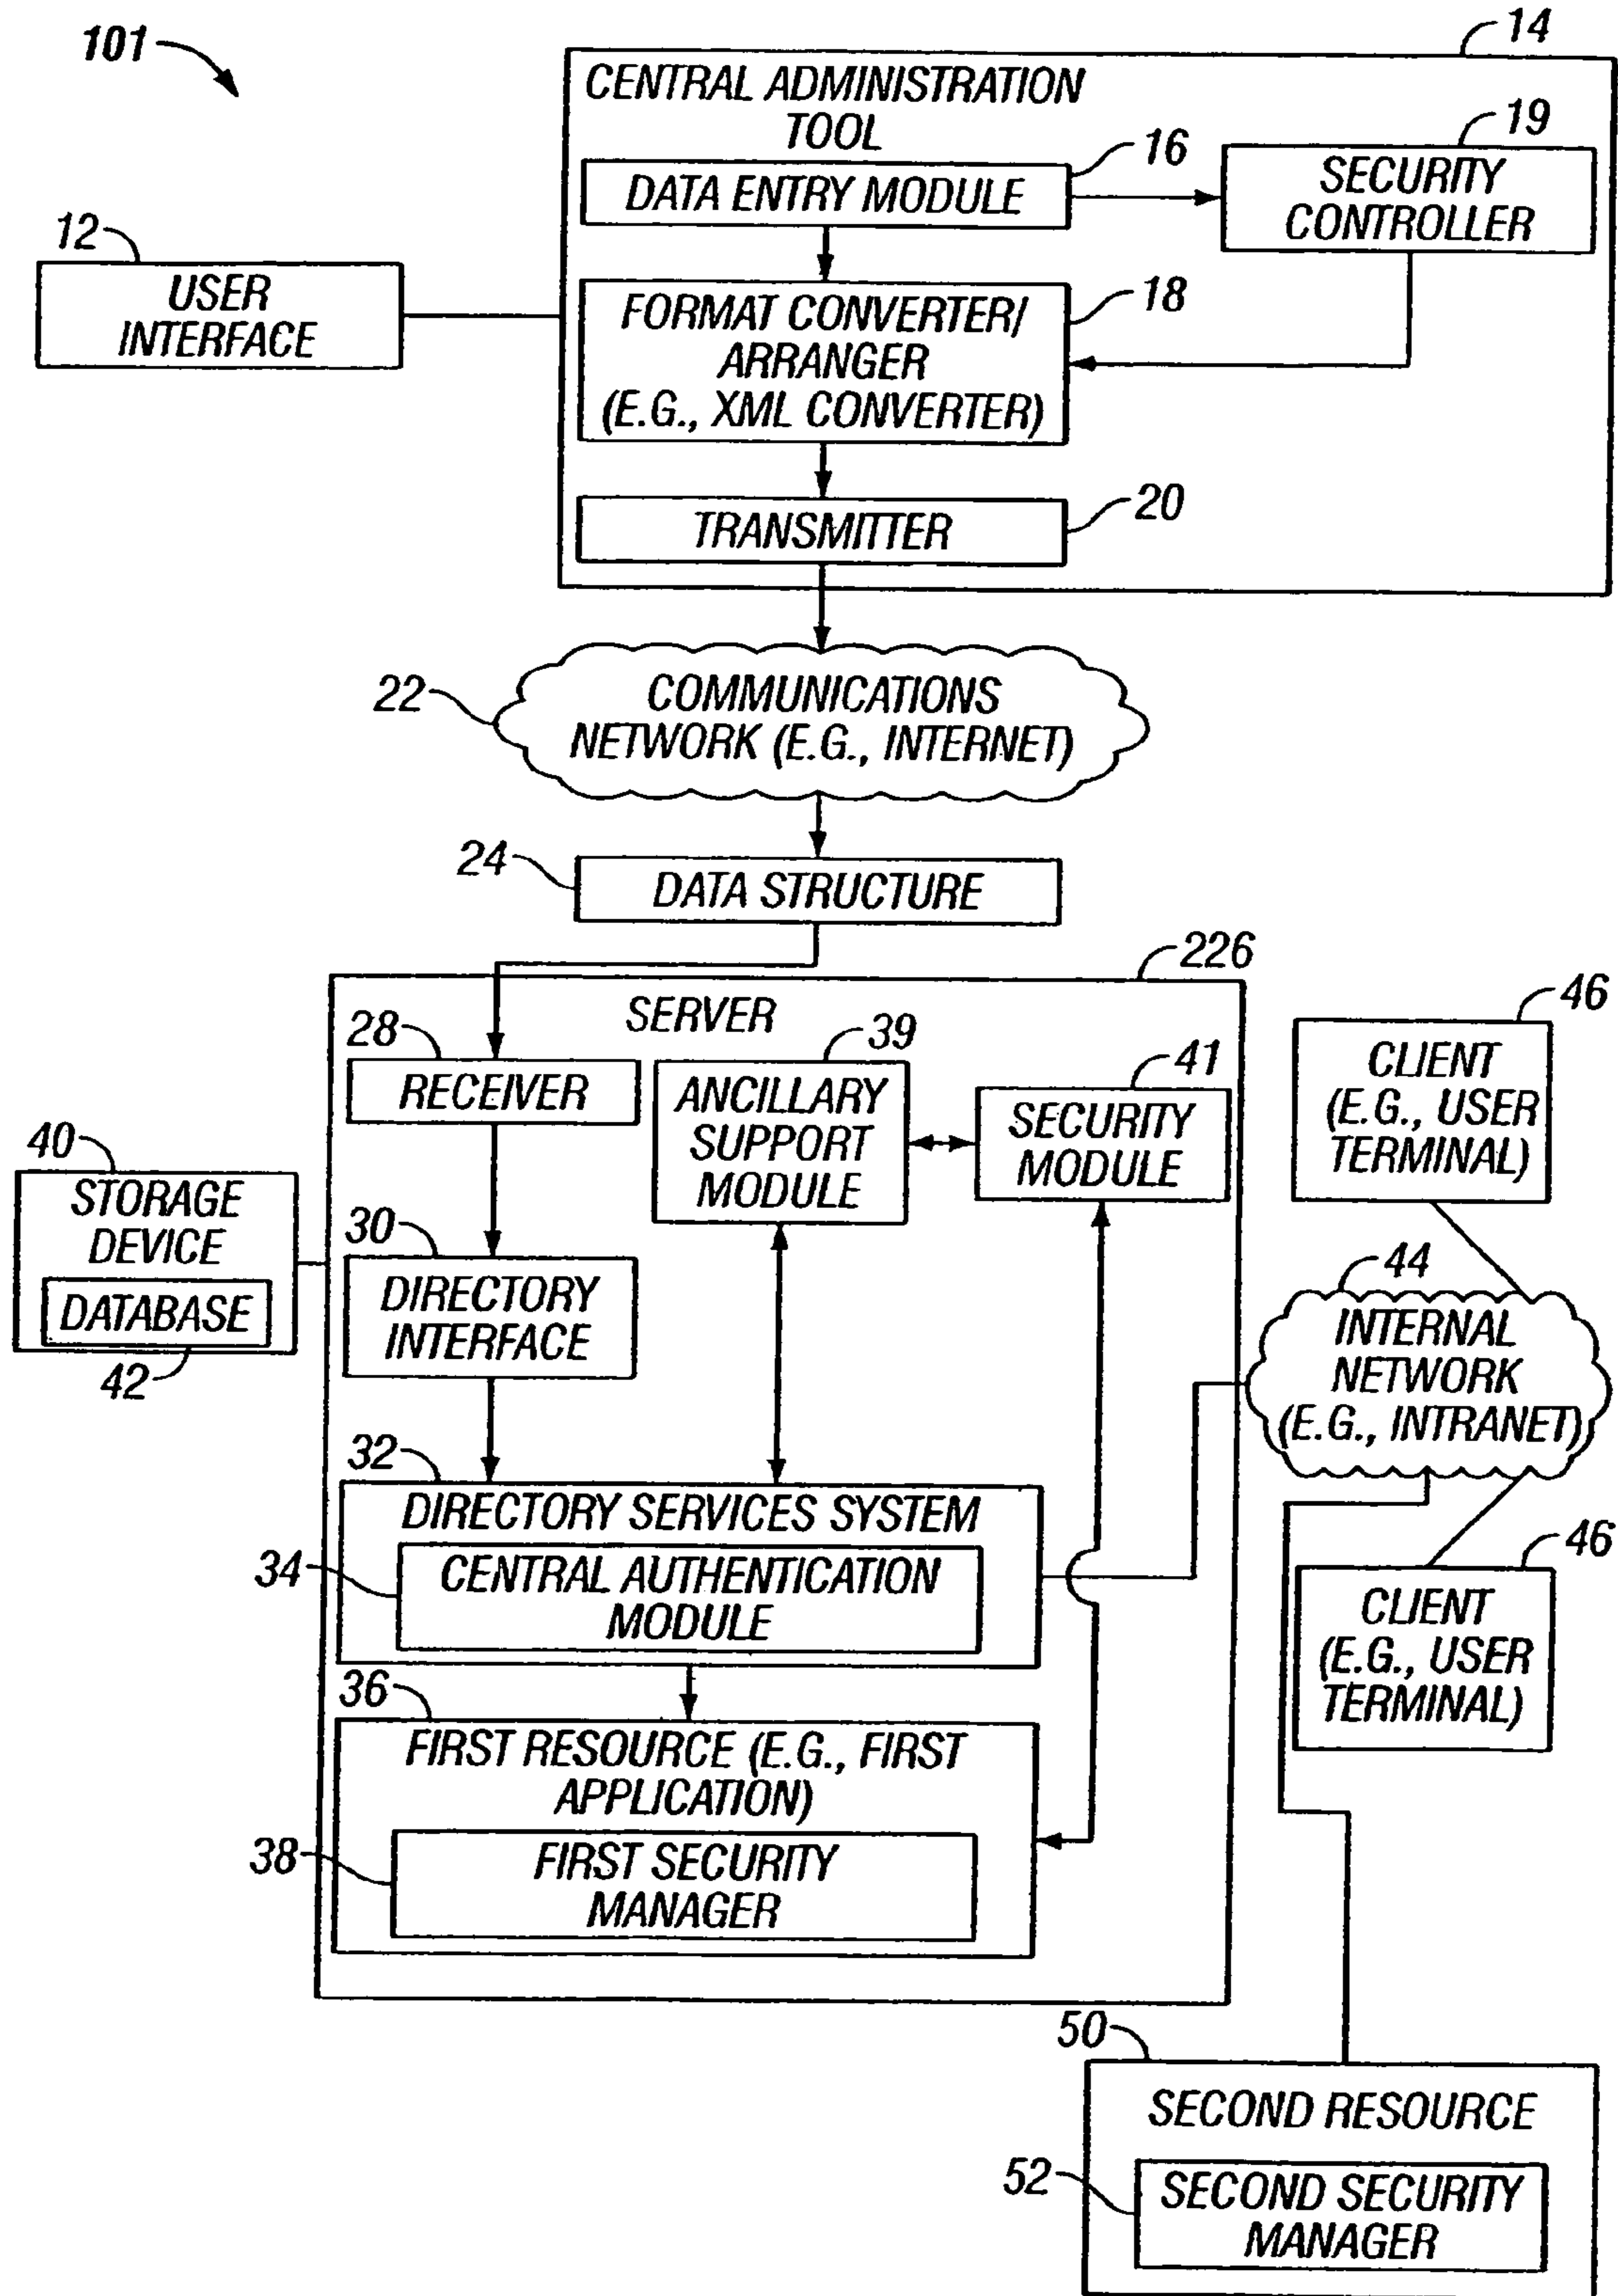 101
14
CENTRAL ADMINISTRATION
TOOL
16
19
DATA ENTRY MODULE
SECURITY
CONTROLLER
12
USER
INTERFACE
18
FORMAT CONVERTER/
ARRANGER
(E.G., XML CONVERTER)
20
TRANSMITTER
22
COMMUNICATIONS
NETWORK (E.G., INTERNET)
24
DATA STRUCTURE
226
SERVER
28
RECEIVER
39
ANCILLARY
SUPPORT
MODULE
41
SECURITY
MODULE
46
CLIENT
(E.G., USER
TERMINAL)
40
STORAGE
DEVICE
DATABASE
42
30
DIRECTORY
INTERFACE
44
INTERNAL
NETWORK
(E.G., INTRANET)
32
DIRECTORY SERVICES SYSTEM
34
CENTRAL AUTHENTICATION
MODULE
46
CLIENT
(E.G., USER
TERMINAL)
36
FIRST RESOURCE (E.G., FIRST
APPLICATION)
38
FIRST SECURITY
MANAGER
50
SECOND RESOURCE
52
SECOND SECURITY
MANAGER